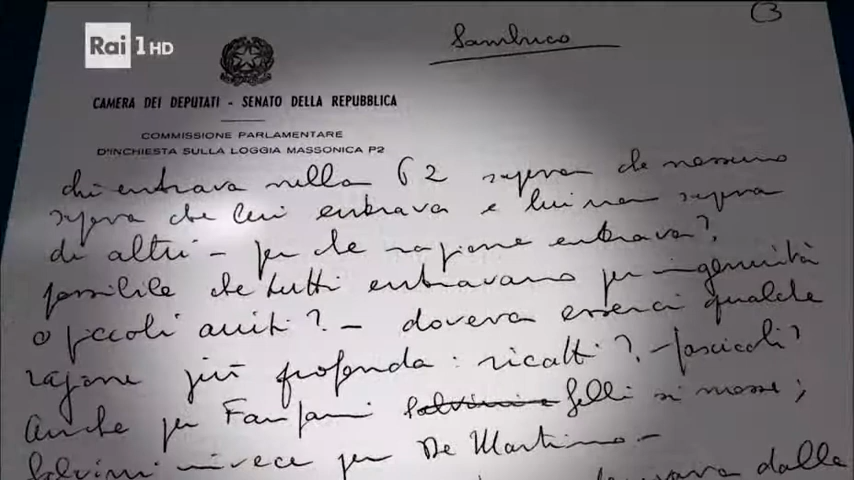 Rai 1 HD
3
Sambuco
CAMERA DEI DEPUTATI - SENATO DELLA REPUBBLICA
COMMISSIONE PARLAMENTARE
D'INCHIESTA SULLA LOGGIA MASSONICA P2
chi entrava nella P2 sapeva che nessuno
sapeva che lui entrava e lui non sapeva
di altri - per che ragione entrava?
possibile che tutti entravano per ingenuità
o piccoli aiuti? - doveva esserci qualche
ragione più profonda: ricatti? - fascicoli?
Anche per Fanfani Salvini Gelli si mosse;
Salvini invece per De Martino -
dalle